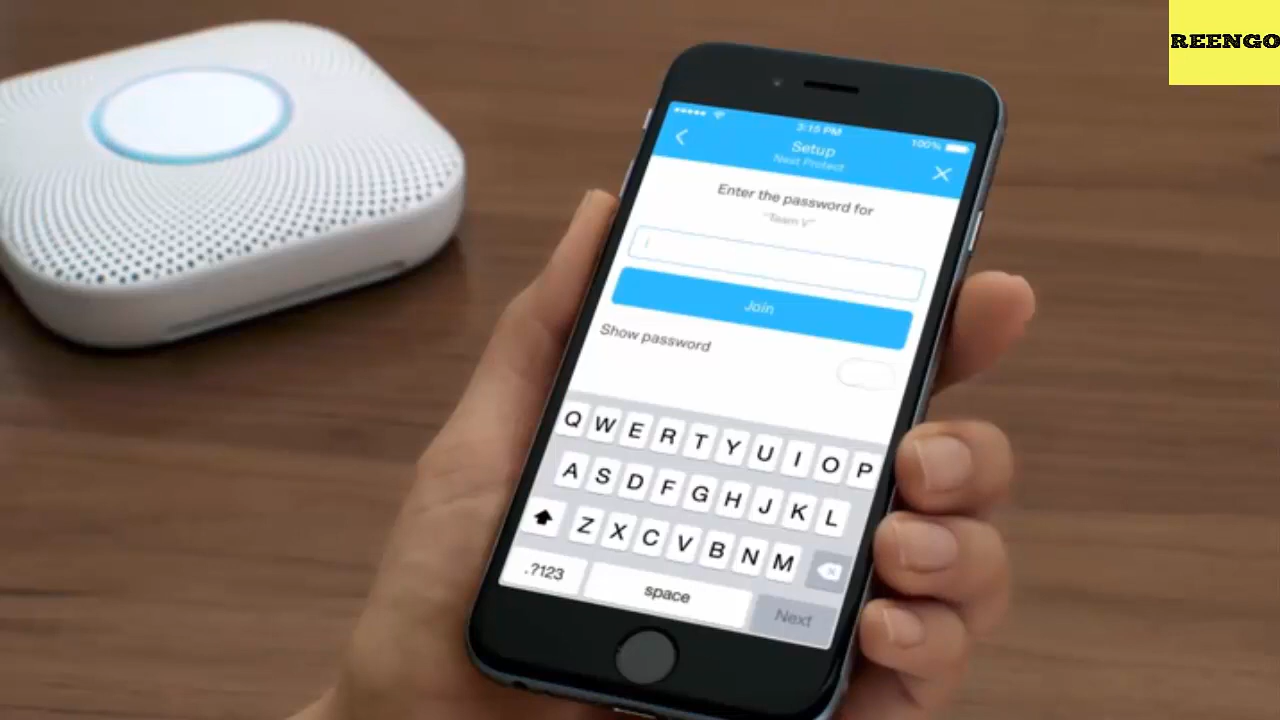 REENGO
3:15 PM
100%
Setup
Nest Protect
Enter the password for
"Team V"
Join
Show password
Q W E R T Y U I O P
A S D F G H J K L
Z X C V B N M
.?123 space Next